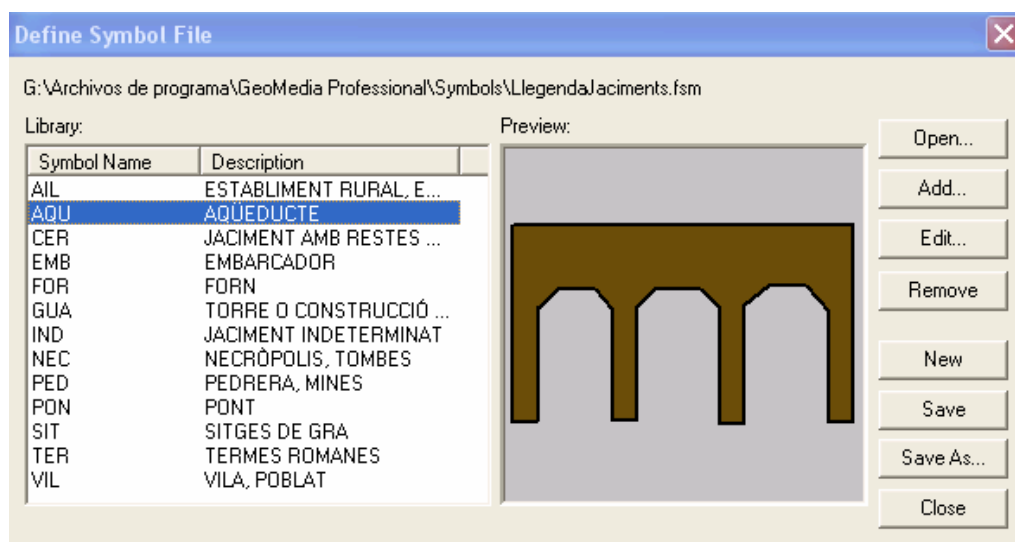 Define Symbol File
G:\Archivos de programa\GeoMedia Professional\Symbols\LlegendaJaciments.fsm
Library:
Symbol Name Description
AIL ESTABLIMENT RURAL, E...
AQU AQÜEDUCTE
CER JACIMENT AMB RESTES ...
EMB EMBARCADOR
FOR FORN
GUA TORRE O CONSTRUCCIÓ ...
IND JACIMENT INDETERMINAT
NEC NECRÒPOLIS, TOMBES
PED PEDRERA, MINES
PON PONT
SIT SITGES DE GRA
TER TERMES ROMANES
VIL VILA, POBLAT
Preview:
Open...
Add...
Edit...
Remove
New
Save
Save As...
Close